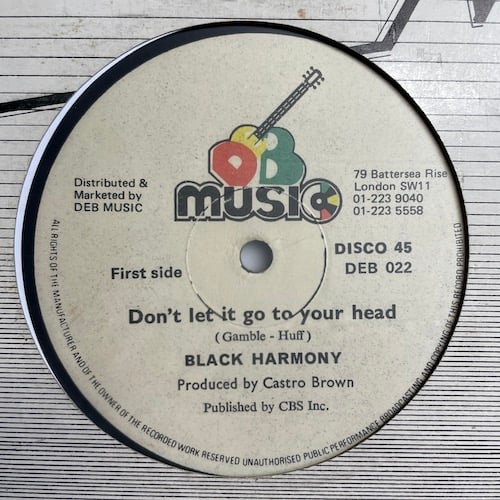 DEB
MUSIC
Distributed &
Marketed by
DEB MUSIC
79 Battersea Rise
London SW11
01-223 9040
01-223 5558
DISCO 45
DEB 022
First side
Don't let it go to your head
(Gamble - Huff)
BLACK HARMONY
Produced by Castro Brown
Published by CBS Inc.
ALL RIGHTS OF THE MANUFACTURER AND OF THE OWNER OF THE RECORDED WORK RESERVED UNAUTHORISED PUBLIC PERFORMANCE BROADCASTING AND COPYING OF THIS RECORD PROHIBITED